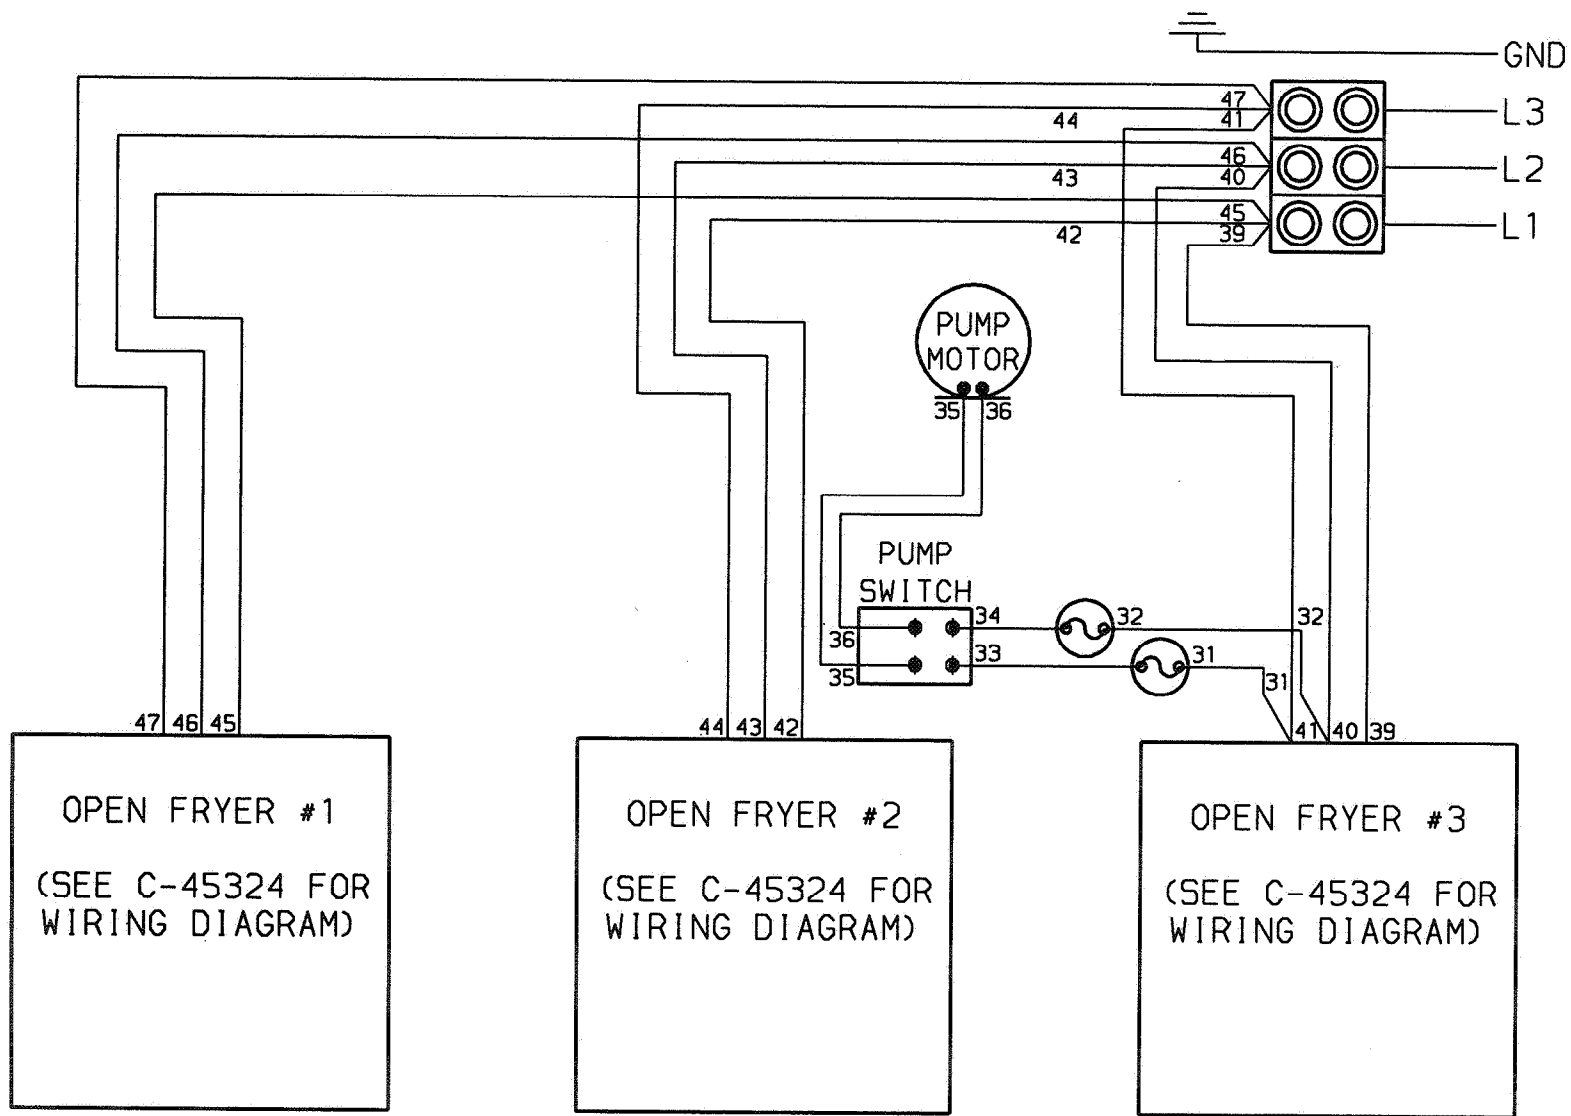 GND
47
L3
44
41
46
L2
43
40
45
L1
42
39
PUMP
MOTOR
35
36
PUMP
SWITCH
34
32
32
36
33
31
35
31
47
46
45
44
43
42
41
40
39
OPEN FRYER #1
(SEE C-45324 FOR
WIRING DIAGRAM)
OPEN FRYER #2
(SEE C-45324 FOR
WIRING DIAGRAM)
OPEN FRYER #3
(SEE C-45324 FOR
WIRING DIAGRAM)